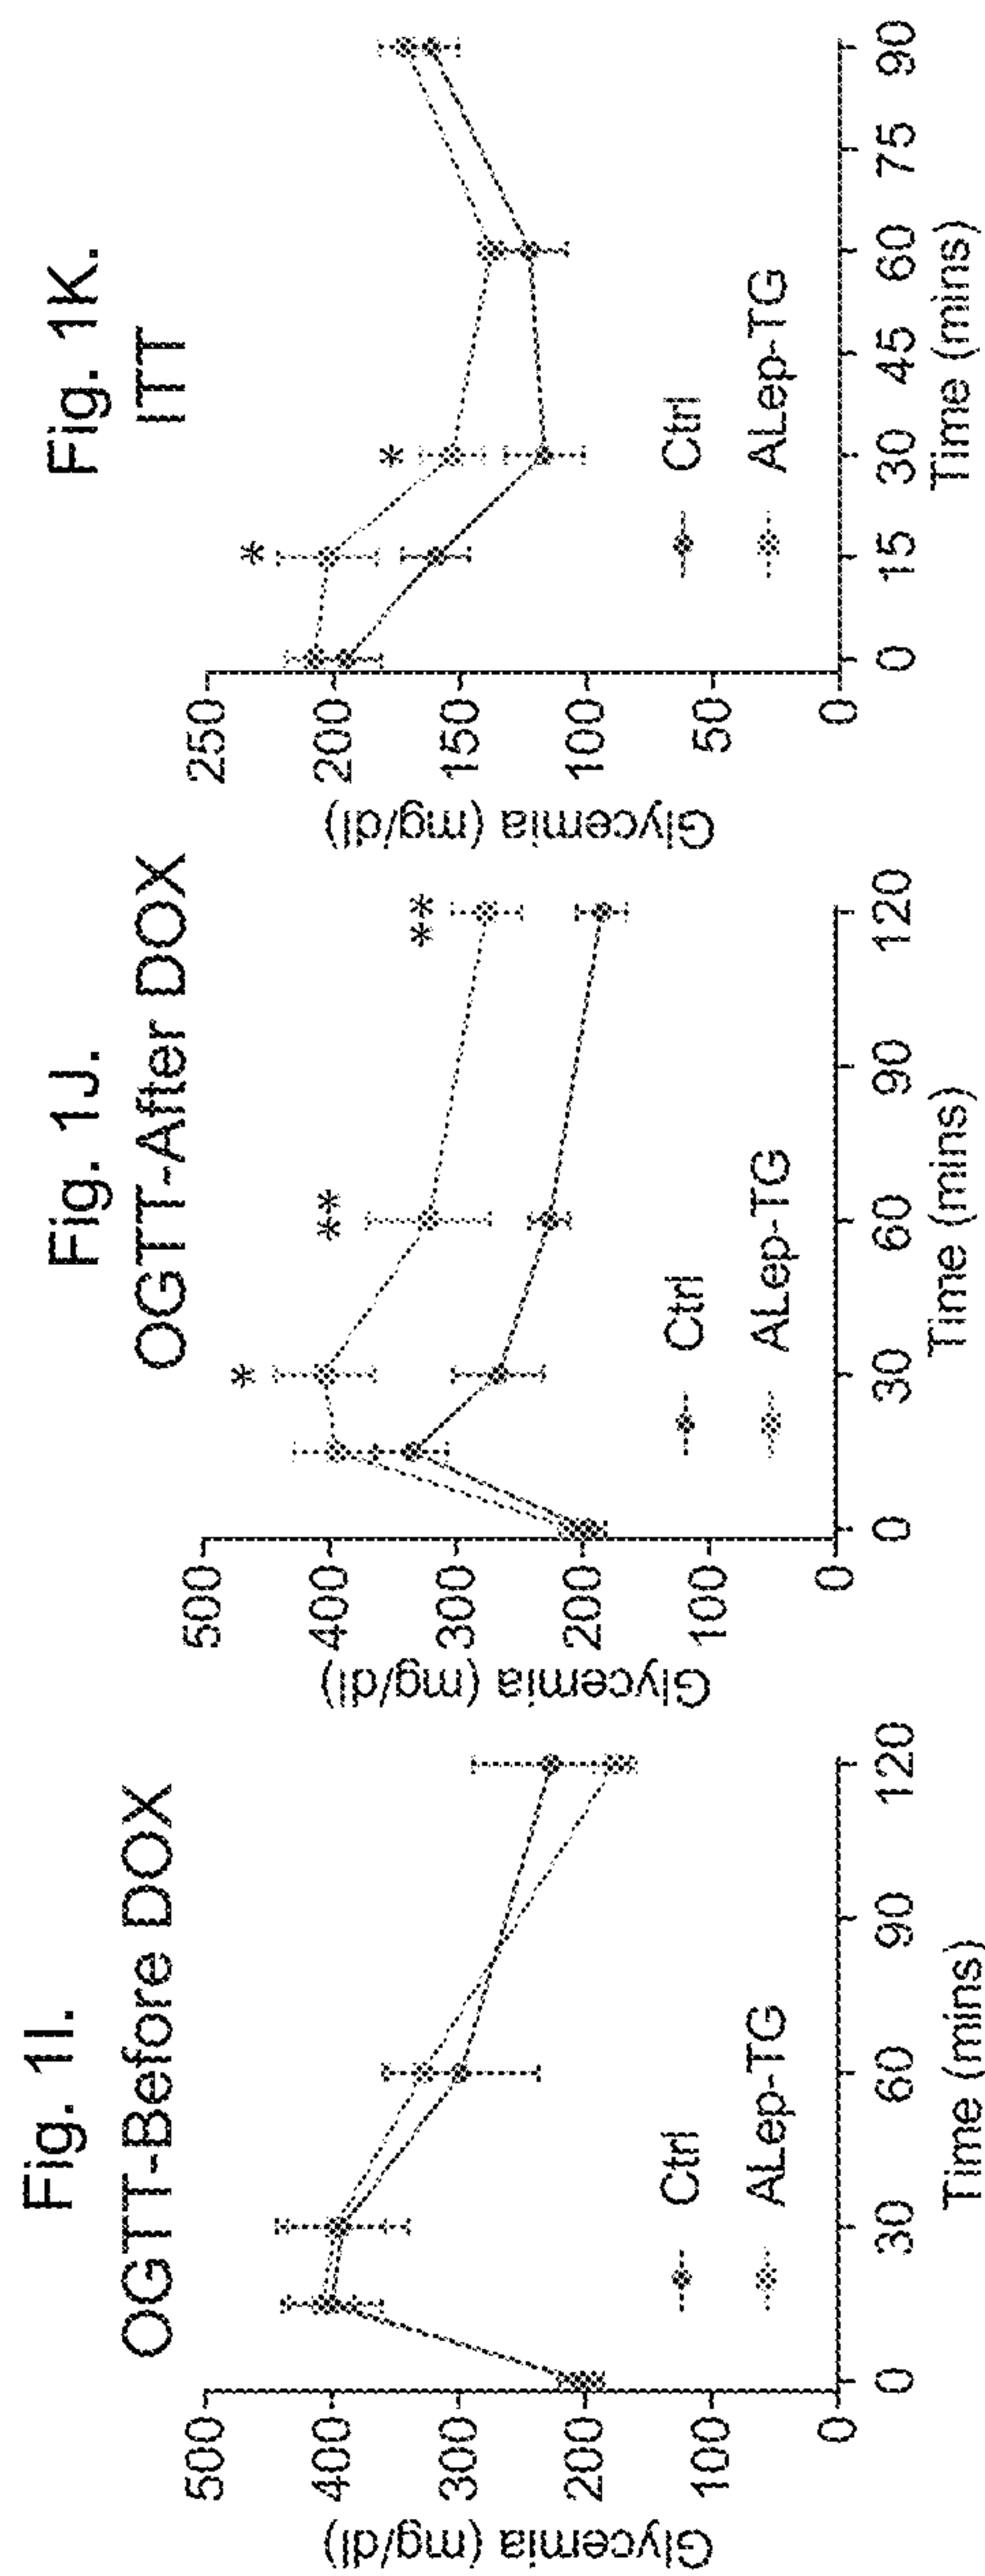 Fig. 1I.
OGTT-Before DOX
Glycemia (mg/dl)
500
400
300
200
100
0
Ctrl
ALep-TG
0 30 60 90 120
Time (mins)
Fig. 1J.
OGTT-After DOX
Glycemia (mg/dl)
500
400
300
200
100
0
*
**
**
Ctrl
ALep-TG
0 30 60 90 120
Time (mins)
Fig. 1K.
ITT
Glycemia (mg/dl)
250
200
150
100
50
0
*
*
Ctrl
ALep-TG
0 15 30 45 60 75 90
Time (mins)